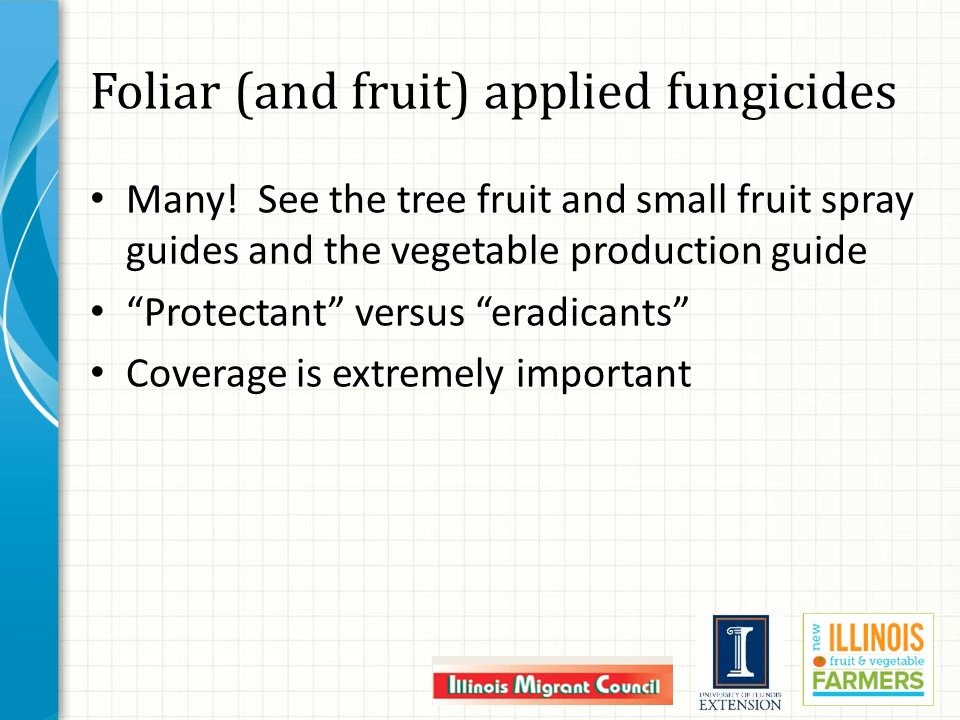 Foliar (and fruit) applied fungicides
• Many!  See the tree fruit and small fruit spray
guides and the vegetable production guide
• “Protectant” versus “eradicants”
• Coverage is extremely important
Illinois Migrant Council
I
UNIVERSITY OF ILLINOIS
EXTENSION
new
ILLINOIS
fruit & vegetable
FARMERS